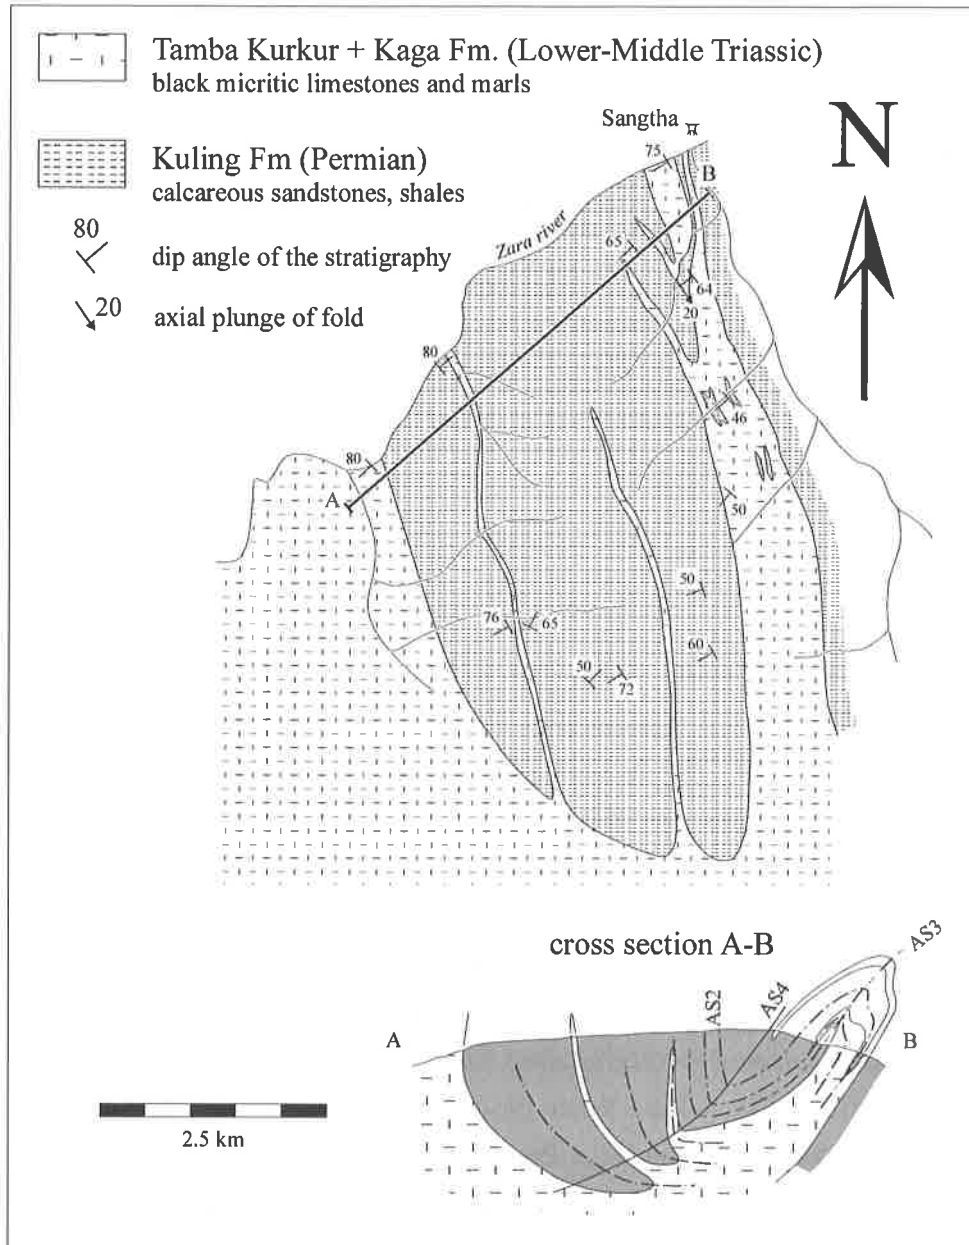 Tamba Kurkur + Kaga Fm. (Lower-Middle Triassic)
black micritic limestones and marls
Kuling Fm (Permian)
calcareous sandstones, shales
80
dip angle of the stratigraphy
20
axial plunge of fold
N
Sangtha
75
B
Zara river
65
64
20
80
46
80
A
50
50
76
65
60
50
72
cross section A-B
AS3
AS2
AS4
A
B
2.5 km